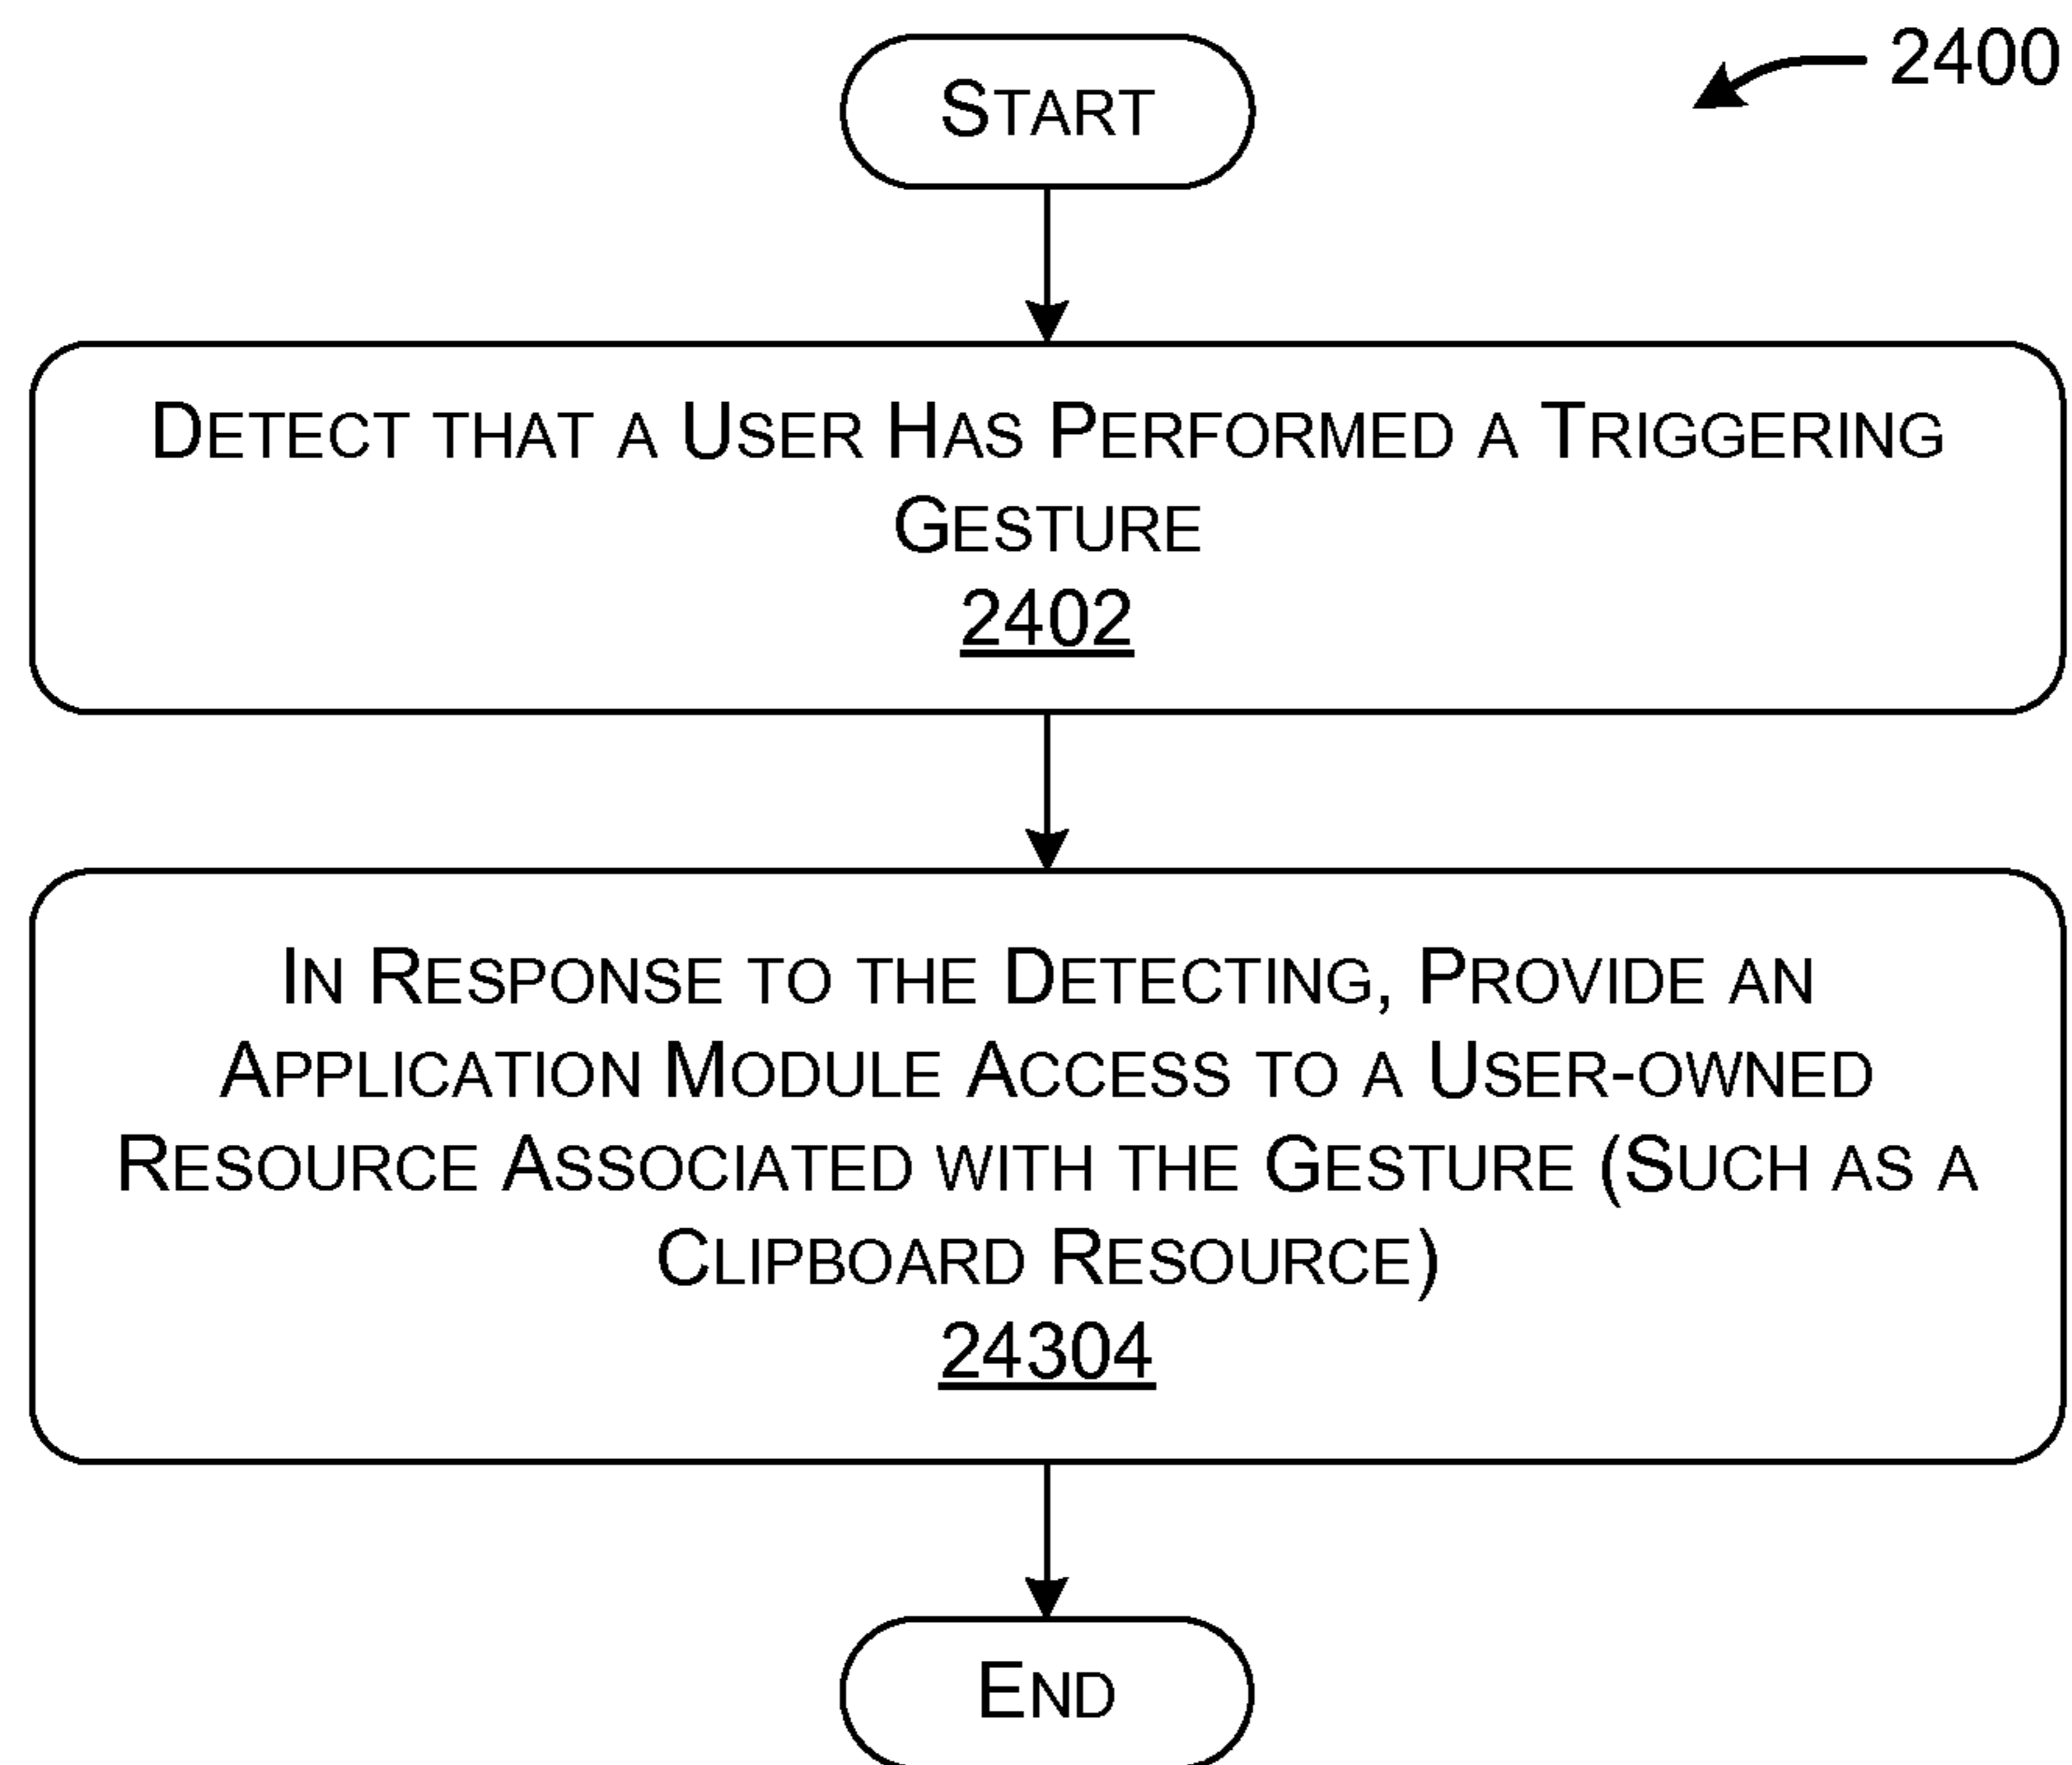 2400
START
DETECT THAT A USER HAS PERFORMED A TRIGGERING
GESTURE
2402
IN RESPONSE TO THE DETECTING, PROVIDE AN
APPLICATION MODULE ACCESS TO A USER-OWNED
RESOURCE ASSOCIATED WITH THE GESTURE (SUCH AS A
CLIPBOARD RESOURCE)
24304
END